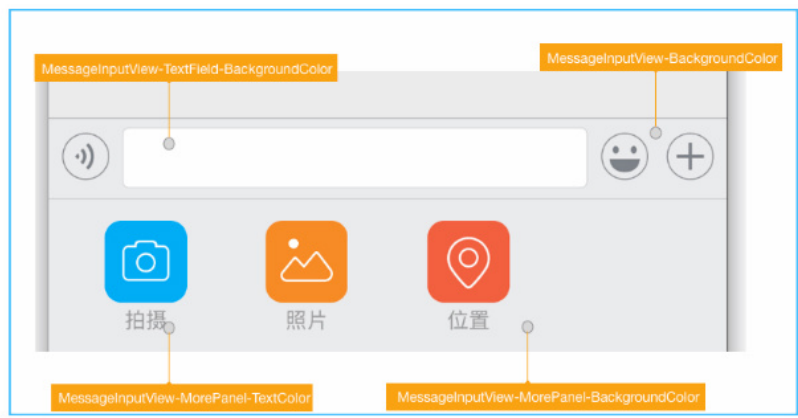 MessageInputView-TextField-BackgroundColor
MessageInputView-BackgroundColor
拍摄
照片
位置
MessageInputView-MorePanel-TextColor
MessageInputView-MorePanel-BackgroundColor